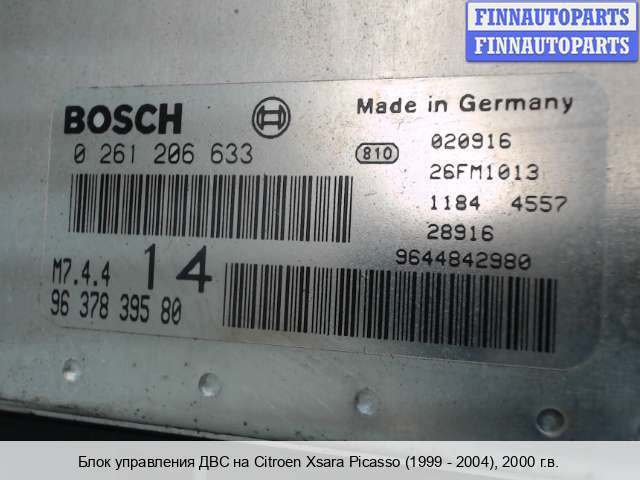 FINNAUTOPARTS
FINNAUTOPARTS
BOSCH
Made in Germany
0 261 206 633
810
020916
26FM1013
1184 4557
28916
9644842980
M7.4.4
14
96 378 395 80
Блок управления ДВС на Citroen Xsara Picasso (1999 - 2004), 2000 г.в.